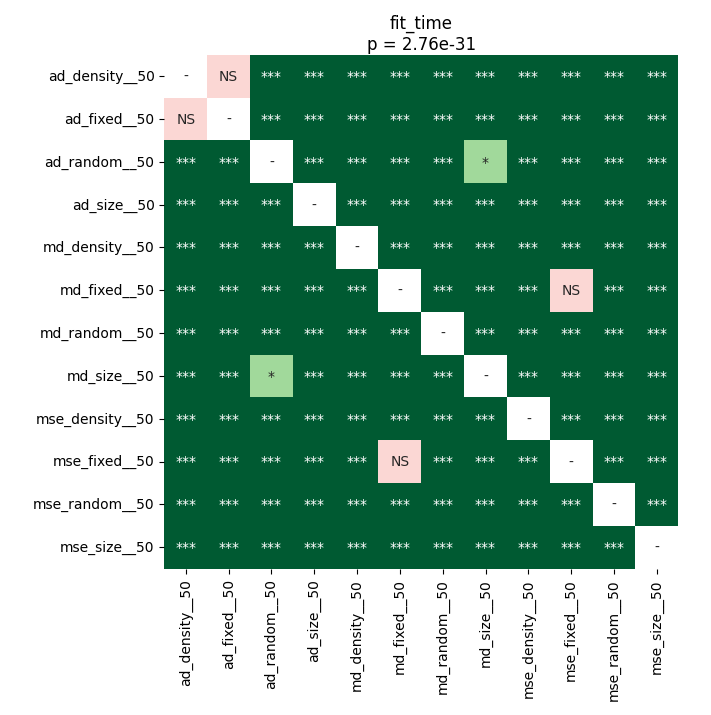 fit_time
p = 2.76e-31
ad_density__50 - NS *** *** *** *** *** *** *** *** *** ***
ad_fixed__50 NS - *** *** *** *** *** *** *** *** *** ***
ad_random__50 *** *** - *** *** *** *** * *** *** *** ***
ad_size__50 *** *** *** - *** *** *** *** *** *** *** ***
md_density__50 *** *** *** *** - *** *** *** *** *** *** ***
md_fixed__50 *** *** *** *** *** - *** *** *** NS *** ***
md_random__50 *** *** *** *** *** *** - *** *** *** *** ***
md_size__50 *** *** * *** *** *** *** - *** *** *** ***
mse_density__50 *** *** *** *** *** *** *** *** - *** *** ***
mse_fixed__50 *** *** *** *** *** NS *** *** *** - *** ***
mse_random__50 *** *** *** *** *** *** *** *** *** *** - ***
mse_size__50 *** *** *** *** *** *** *** *** *** *** *** -
ad_density__50
ad_fixed__50
ad_random__50
ad_size__50
md_density__50
md_fixed__50
md_random__50
md_size__50
mse_density__50
mse_fixed__50
mse_random__50
mse_size__50